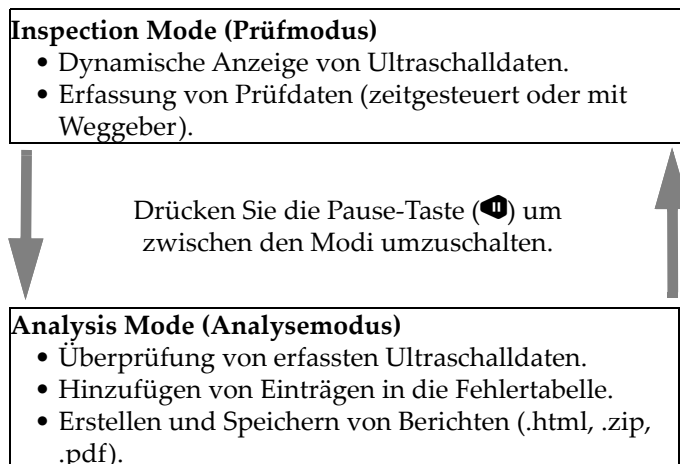 Inspection Mode (Prüfmodus)
• Dynamische Anzeige von Ultraschalldaten.
• Erfassung von Prüfdaten (zeitgesteuert oder mit
Weggeber).
Drücken Sie die Pause-Taste () um
zwischen den Modi umzuschalten.
Analysis Mode (Analysemodus)
• Überprüfung von erfassten Ultraschalldaten.
• Hinzufügen von Einträgen in die Fehlertabelle.
• Erstellen und Speichern von Berichten (.html, .zip,
.pdf).